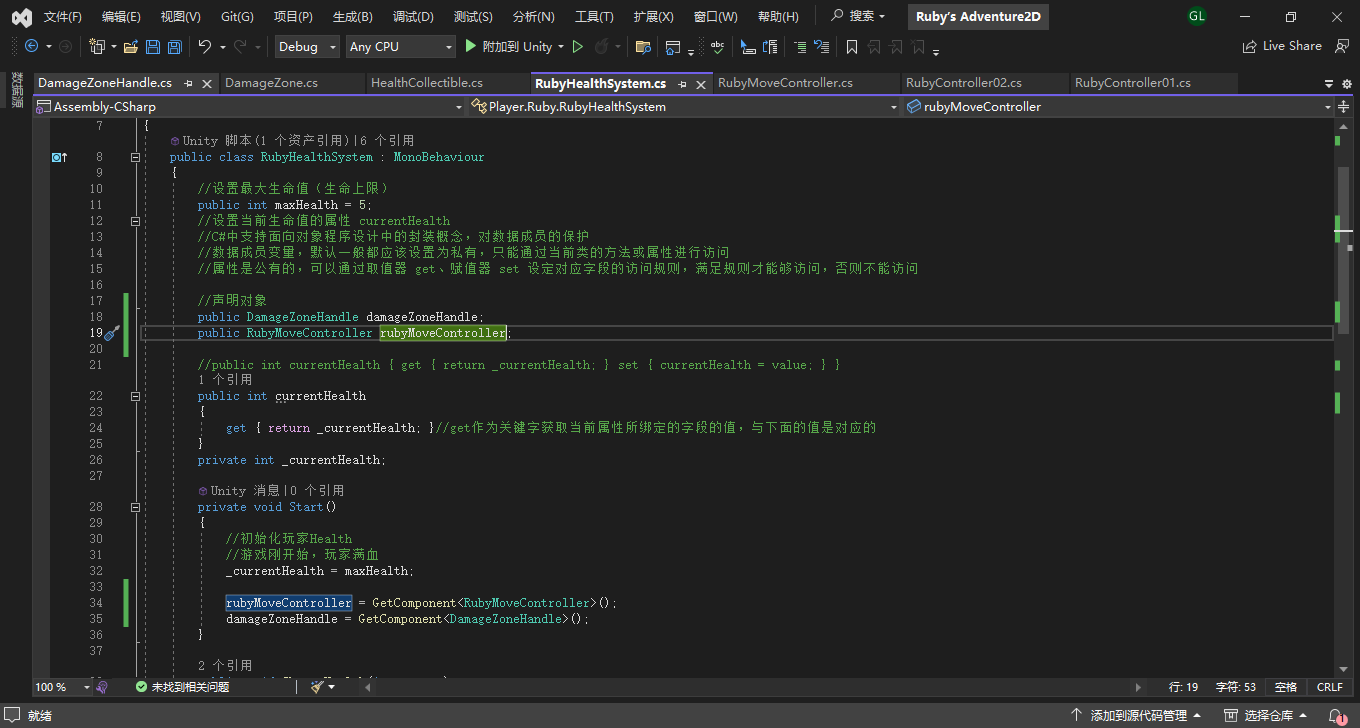 文件(F) 编辑(E) 视图(V) Git(G) 项目(P) 生成(B) 调试(D) 测试(S) 分析(N) 工具(T) 扩展(X) 窗口(W) 帮助(H) 搜索 Ruby's Adventure2D GL
Debug Any CPU 附加到 Unity Live Share
数据源
DamageZoneHandle.cs DamageZone.cs HealthCollectible.cs RubyHealthSystem.cs RubyMoveController.cs RubyController02.cs RubyController01.cs
Assembly-CSharp Player.Ruby.RubyHealthSystem rubyMoveController
7 {
Unity 脚本(1 个资产引用)|6 个引用
8 public class RubyHealthSystem : MonoBehaviour
9 {
10 //设置最大生命值（生命上限）
11 public int maxHealth = 5;
12 //设置当前生命值的属性 currentHealth
13 //C#中支持面向对象程序设计中的封装概念，对数据成员的保护
14 //数据成员变量，默认一般都应该设置为私有，只能通过当前类的方法或属性进行访问
15 //属性是公有的，可以通过取值器 get、赋值器 set 设定对应字段的访问规则，满足规则才能够访问，否则不能访问
16
17 //声明对象
18 public DamageZoneHandle damageZoneHandle;
19 public RubyMoveController rubyMoveController;
20
21 //public int currentHealth { get { return _currentHealth; } set { currentHealth = value; } }
1 个引用
22 public int currentHealth
23 {
24 get { return _currentHealth; }//get作为关键字获取当前属性所绑定的字段的值，与下面的值是对应的
25 }
26 private int _currentHealth;
27
Unity 消息|0 个引用
28 private void Start()
29 {
30 //初始化玩家Health
31 //游戏刚开始，玩家满血
32 _currentHealth = maxHealth;
33
34 rubyMoveController = GetComponent<RubyMoveController>();
35 damageZoneHandle = GetComponent<DamageZoneHandle>();
36 }
37
2 个引用
100 % 未找到相关问题 行: 19 字符: 53 空格 CRLF
就绪 添加到源代码管理 选择仓库 1